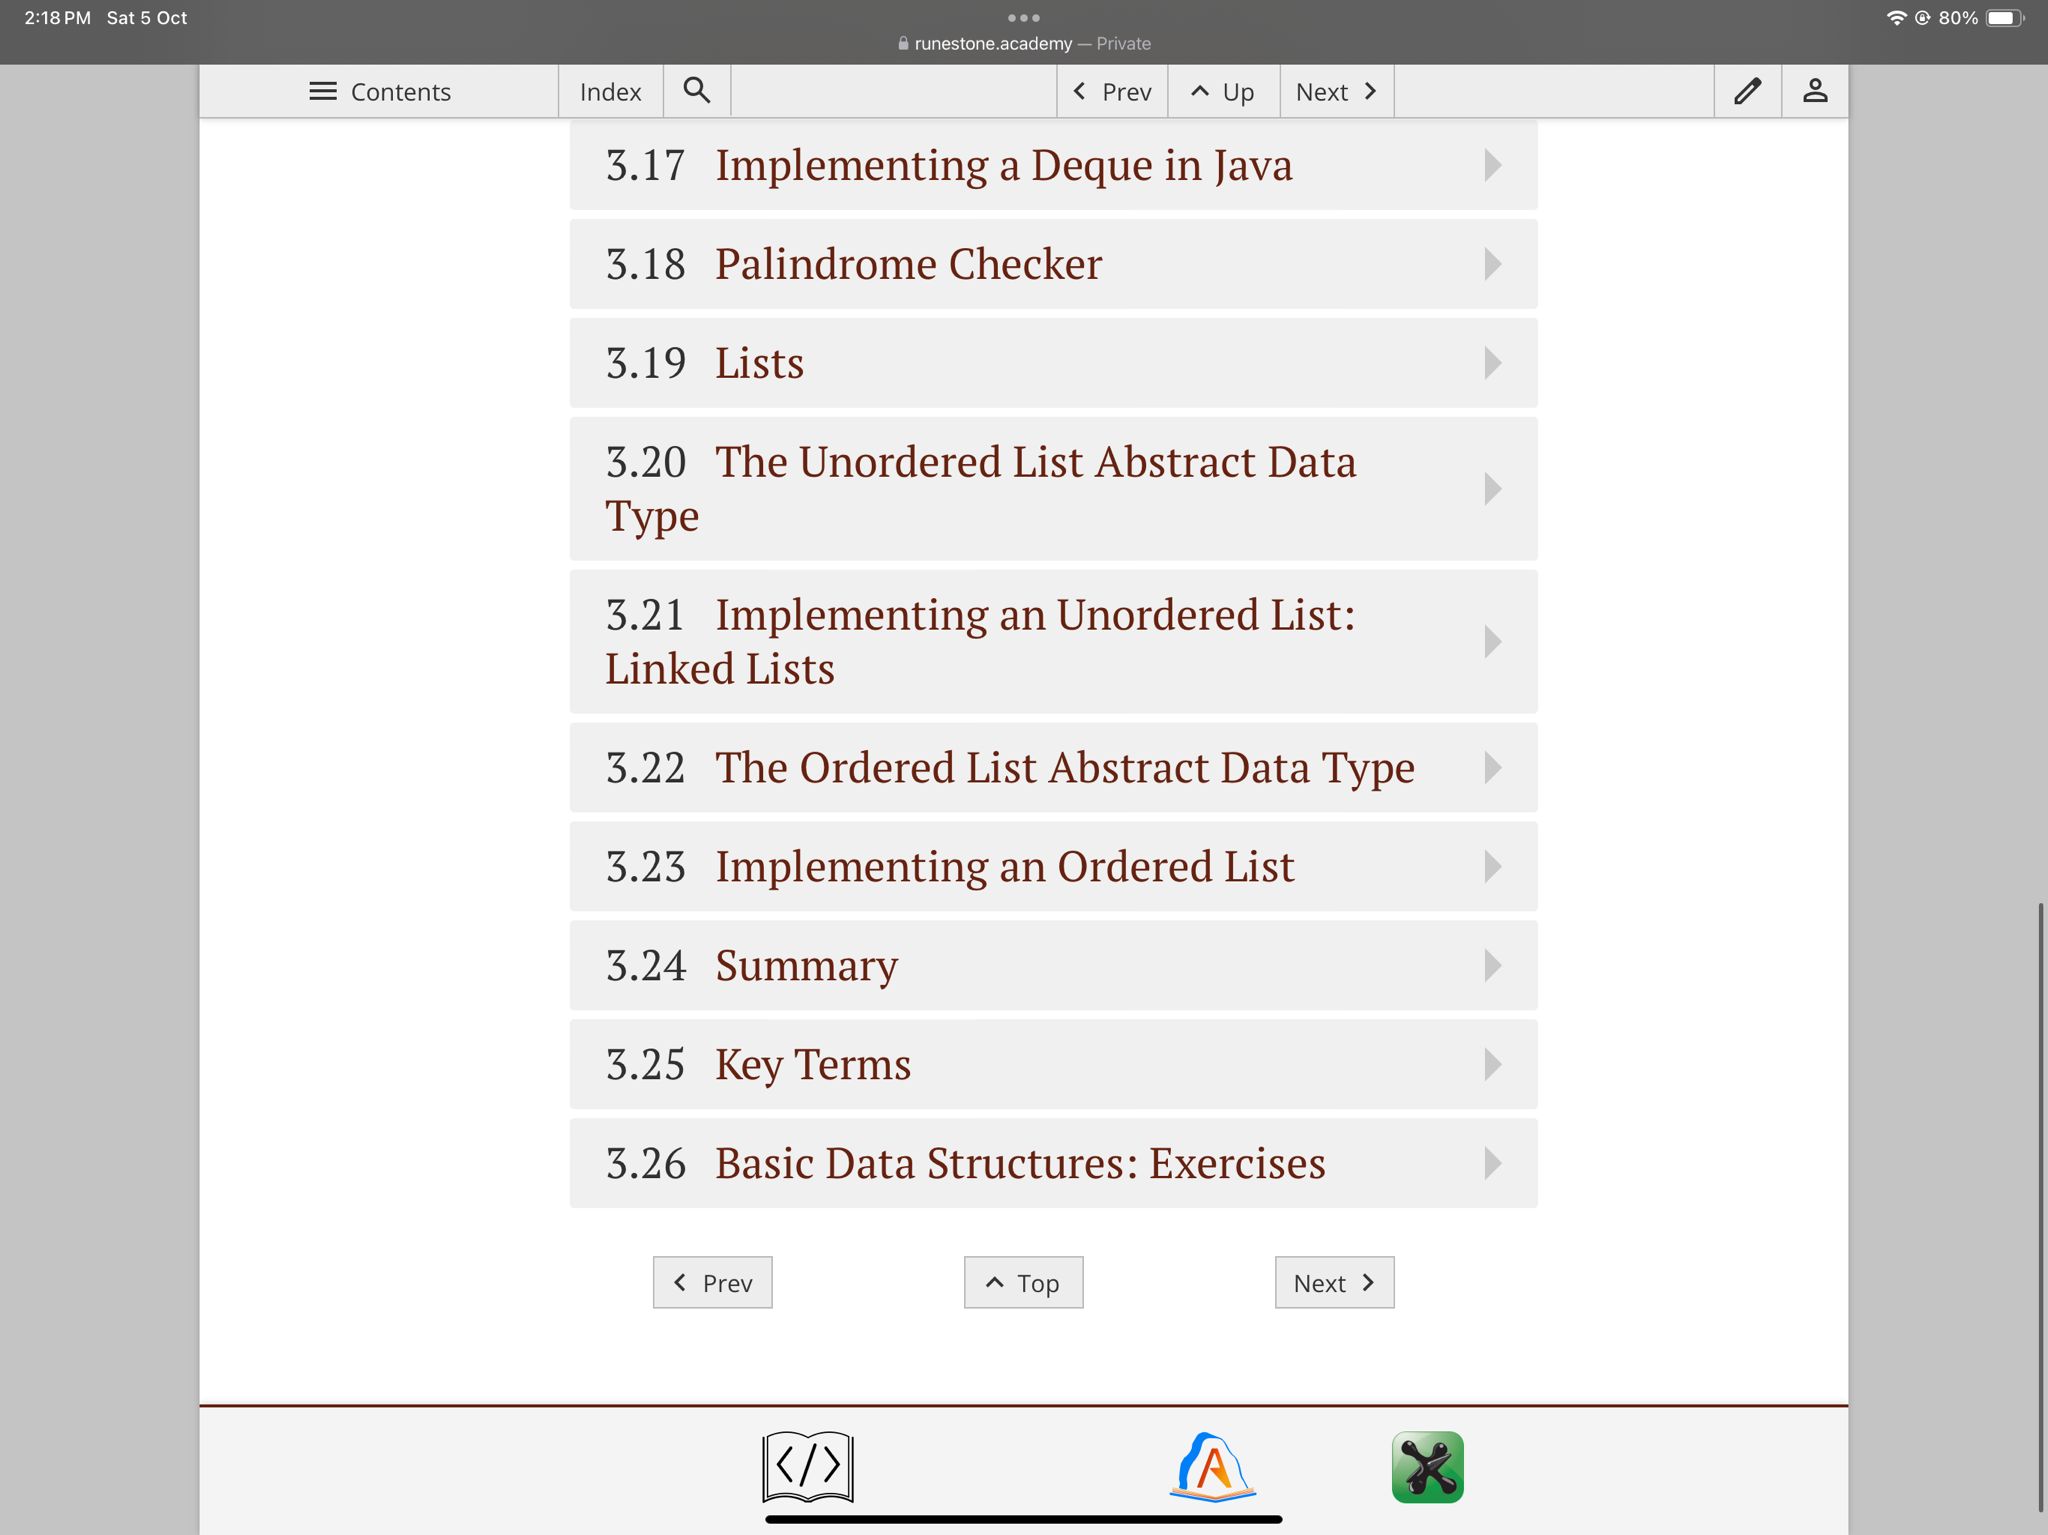 2:18 PM Sat 5 Oct
80%
runestone.academy — Private
Contents
Index
Prev
Up
Next
3.17 Implementing a Deque in Java
3.18 Palindrome Checker
3.19 Lists
3.20 The Unordered List Abstract Data
Type
3.21 Implementing an Unordered List:
Linked Lists
3.22 The Ordered List Abstract Data Type
3.23 Implementing an Ordered List
3.24 Summary
3.25 Key Terms
3.26 Basic Data Structures: Exercises
Prev
Top
Next
</>
A